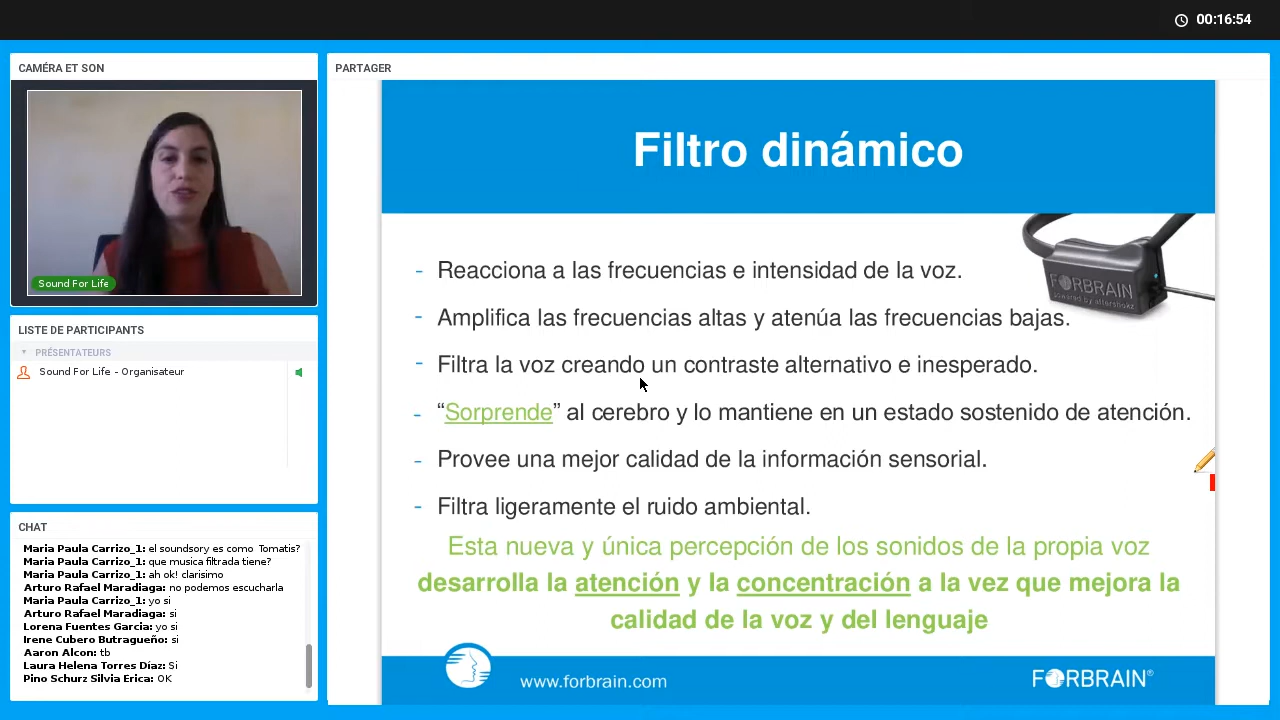 00:16:54
CAMÉRA ET SON
Sound For Life
LISTE DE PARTICIPANTS
PRÉSENTATEURS
Sound For Life - Organisateur
CHAT
Maria Paula Carrizo_1: el soundsory es como Tomatis?
Maria Paula Carrizo_1: que musica filtrada tiene?
Maria Paula Carrizo_1: ah ok! clarisimo
Arturo Rafael Maradiaga: no podemos escucharla
Maria Paula Carrizo_1: yo si
Arturo Rafael Maradiaga: si
Lorena Fuentes Garcia: yo si
Irene Cubero Butragueño: si
Aaron Alcon: tb
Laura Helena Torres Díaz: Si
Pino Schurz Silvia Erica: OK
PARTAGER
Filtro dinámico
- Reacciona a las frecuencias e intensidad de la voz.
- Amplifica las frecuencias altas y atenúa las frecuencias bajas.
- Filtra la voz creando un contraste alternativo e inesperado.
- “Sorprende” al cerebro y lo mantiene en un estado sostenido de atención.
- Provee una mejor calidad de la información sensorial.
- Filtra ligeramente el ruido ambiental.
Esta nueva y única percepción de los sonidos de la propia voz
desarrolla la atención y la concentración a la vez que mejora la
calidad de la voz y del lenguaje
FORBRAIN
powered by aftershokz
www.forbrain.com
FORBRAIN®